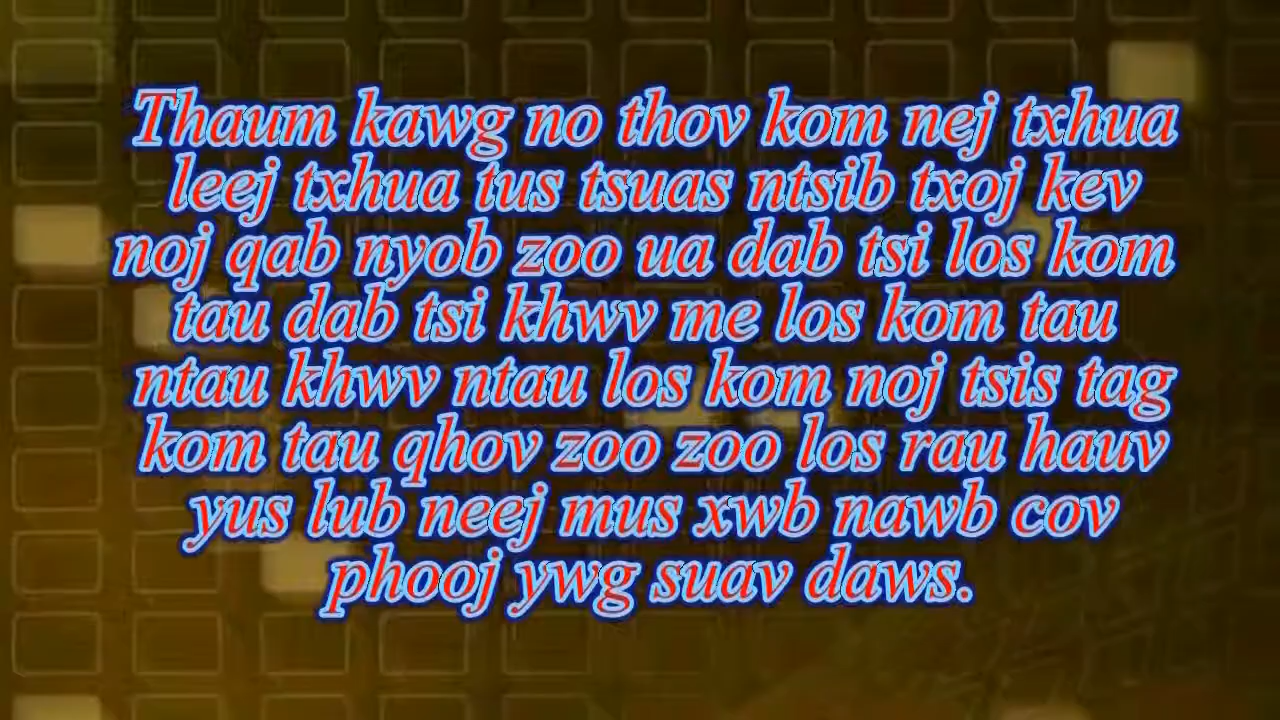 Thaum kawg no thov kom nej txhua
leej txhua tus tsuas ntsib txoj kev
noj qab nyob zoo ua dab tsi los kom
tau dab tsi khwv me los kom tau
ntau khwv ntau los kom noj tsis tag
kom tau qhov zoo zoo los rau hauv
yus lub neej mus xwb nawb cov
phooj ywg suav daws.